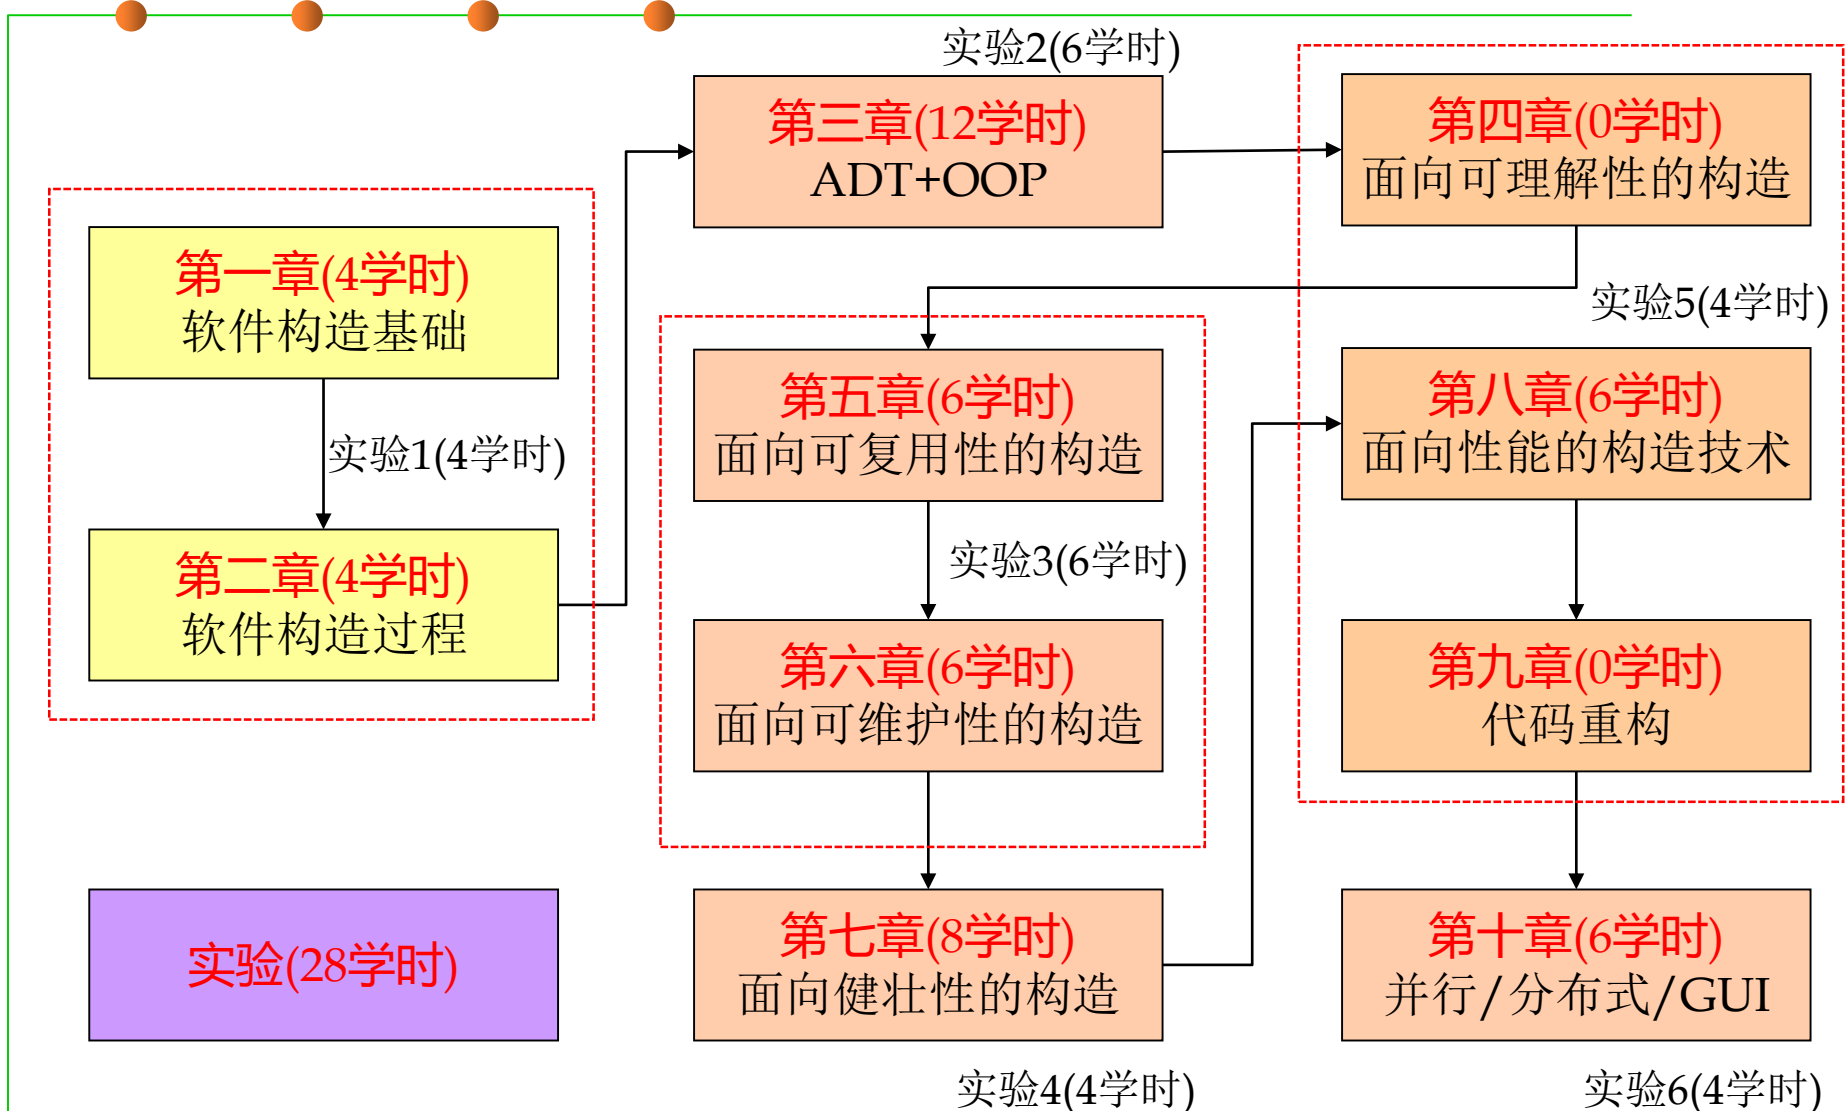 实验2(6学时)
第三章(12学时)
ADT+OOP
第四章(0学时)
面向可理解性的构造
第一章(4学时)
软件构造基础
实验5(4学时)
第五章(6学时)
面向可复用性的构造
第八章(6学时)
面向性能的构造技术
实验1(4学时)
第二章(4学时)
软件构造过程
实验3(6学时)
第六章(6学时)
面向可维护性的构造
第九章(0学时)
代码重构
实验(28学时)
第七章(8学时)
面向健壮性的构造
第十章(6学时)
并行/分布式/GUI
实验4(4学时)
实验6(4学时)